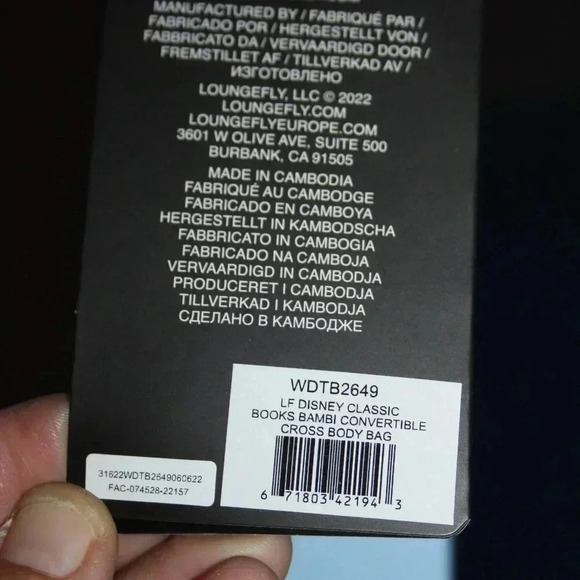 MANUFACTURED BY / FABRIQUÉ PAR /
FABRICADO POR / HERGESTELLT VON /
FABBRICATO DA / VERVAARDIGD DOOR /
FREMSTILLET AF / TILLVERKAD AV /
ИЗГОТОВЛЕНО
LOUNGEFLY, LLC © 2022
LOUNGEFLY.COM
LOUNGEFLYEUROPE.COM
3601 W OLIVE AVE, SUITE 500
BURBANK, CA 91505
MADE IN CAMBODIA
FABRIQUÉ AU CAMBODGE
FABRICADO EN CAMBOYA
HERGESTELLT IN KAMBODSCHA
FABBRICATO IN CAMBOGIA
FABRICADO NA CAMBOJA
VERVAARDIGD IN CAMBODJA
PRODUCERET I CAMBODJA
TILLVERKAD I KAMBODJA
СДЕЛАНО В КАМБОДЖЕ
WDTB2649
LF DISNEY CLASSIC
BOOKS BAMBI CONVERTIBLE
CROSS BODY BAG
6 71803 42194 3
31622WDTB2649060622
FAC-074528-22157